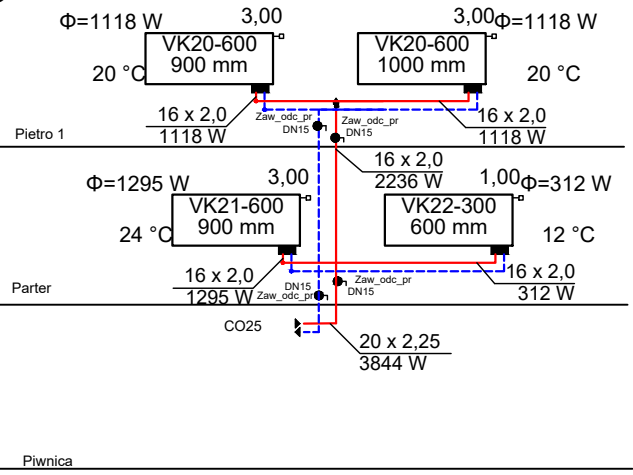 Φ=1118 W
3,00
VK20-600
900 mm
20 °C
3,00
Φ=1118 W
VK20-600
1000 mm
20 °C
16 x 2,0
1118 W
Zaw_odc_pr
DN15
Zaw_odc_pr
DN15
16 x 2,0
1118 W
Pietro 1
16 x 2,0
2236 W
Φ=1295 W
3,00
VK21-600
900 mm
24 °C
1,00
Φ=312 W
VK22-300
600 mm
12 °C
16 x 2,0
1295 W
DN15
Zaw_odc_pr
Zaw_odc_pr
DN15
16 x 2,0
312 W
Parter
CO25
20 x 2,25
3844 W
Piwnica